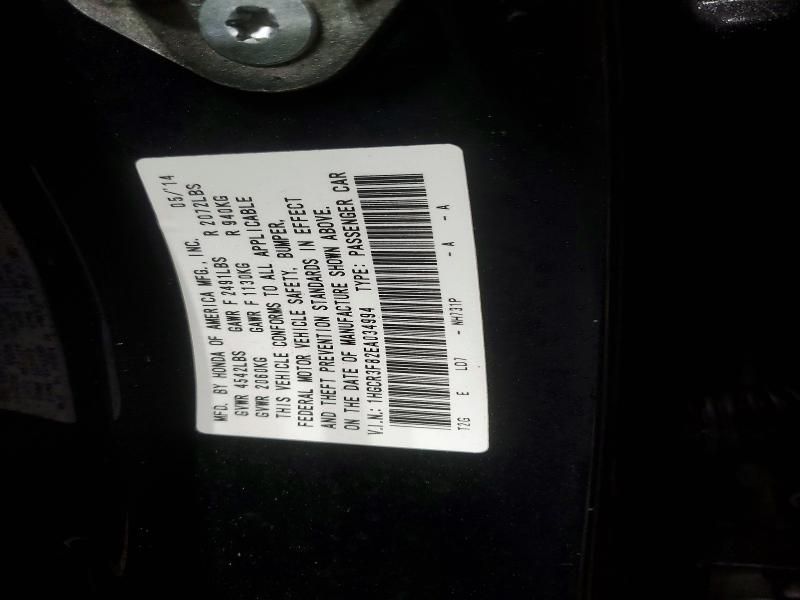 MFD. BY HONDA OF AMERICA MFG., INC. 05/'14
GVWR 4542LBS GAWR F 2491LBS R 2072LBS
GVWR 2060KG GAWR F 1130KG R 940KG
THIS VEHICLE CONFORMS TO ALL APPLICABLE
FEDERAL MOTOR VEHICLE SAFETY, BUMPER,
AND THEFT PREVENTION STANDARDS IN EFFECT
ON THE DATE OF MANUFACTURE SHOWN ABOVE.
V.I.N.: 1HGCR3F82EA034994 TYPE: PASSENGER CAR
T2G E L07 - NH731P - A - A